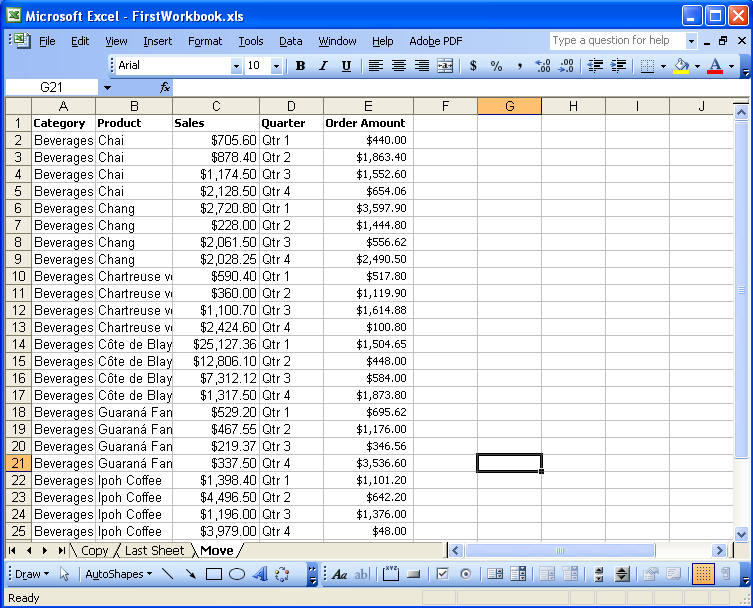 Microsoft Excel - FirstWorkbook.xls
File Edit View Insert Format Tools Data Window Help Adobe PDF Type a question for help
Arial 10 B I U $ % ,
G21 fx
A B C D E F G H I J
1 Category Product Sales Quarter Order Amount
2 Beverages Chai $705.60 Qtr 1 $440.00
3 Beverages Chai $878.40 Qtr 2 $1,863.40
4 Beverages Chai $1,174.50 Qtr 3 $1,552.60
5 Beverages Chai $2,128.50 Qtr 4 $654.06
6 Beverages Chang $2,720.80 Qtr 1 $3,597.90
7 Beverages Chang $228.00 Qtr 2 $1,444.80
8 Beverages Chang $2,061.50 Qtr 3 $556.62
9 Beverages Chang $2,028.25 Qtr 4 $2,490.50
10 Beverages Chartreuse v $590.40 Qtr 1 $517.80
11 Beverages Chartreuse v $360.00 Qtr 2 $1,119.90
12 Beverages Chartreuse v $1,100.70 Qtr 3 $1,614.88
13 Beverages Chartreuse v $2,424.60 Qtr 4 $100.80
14 Beverages Côte de Blay $25,127.36 Qtr 1 $1,504.65
15 Beverages Côte de Blay $12,806.10 Qtr 2 $448.00
16 Beverages Côte de Blay $7,312.12 Qtr 3 $584.00
17 Beverages Côte de Blay $1,317.50 Qtr 4 $1,873.80
18 Beverages Guaraná Fan $529.20 Qtr 1 $695.62
19 Beverages Guaraná Fan $467.55 Qtr 2 $1,176.00
20 Beverages Guaraná Fan $219.37 Qtr 3 $346.56
21 Beverages Guaraná Fan $337.50 Qtr 4 $3,536.60
22 Beverages Ipoh Coffee $1,398.40 Qtr 1 $1,101.20
23 Beverages Ipoh Coffee $4,496.50 Qtr 2 $642.20
24 Beverages Ipoh Coffee $1,196.00 Qtr 3 $1,376.00
25 Beverages Ipoh Coffee $3,979.00 Qtr 4 $48.00
Copy Last Sheet Move
Draw AutoShapes Aa ab xyz
Ready